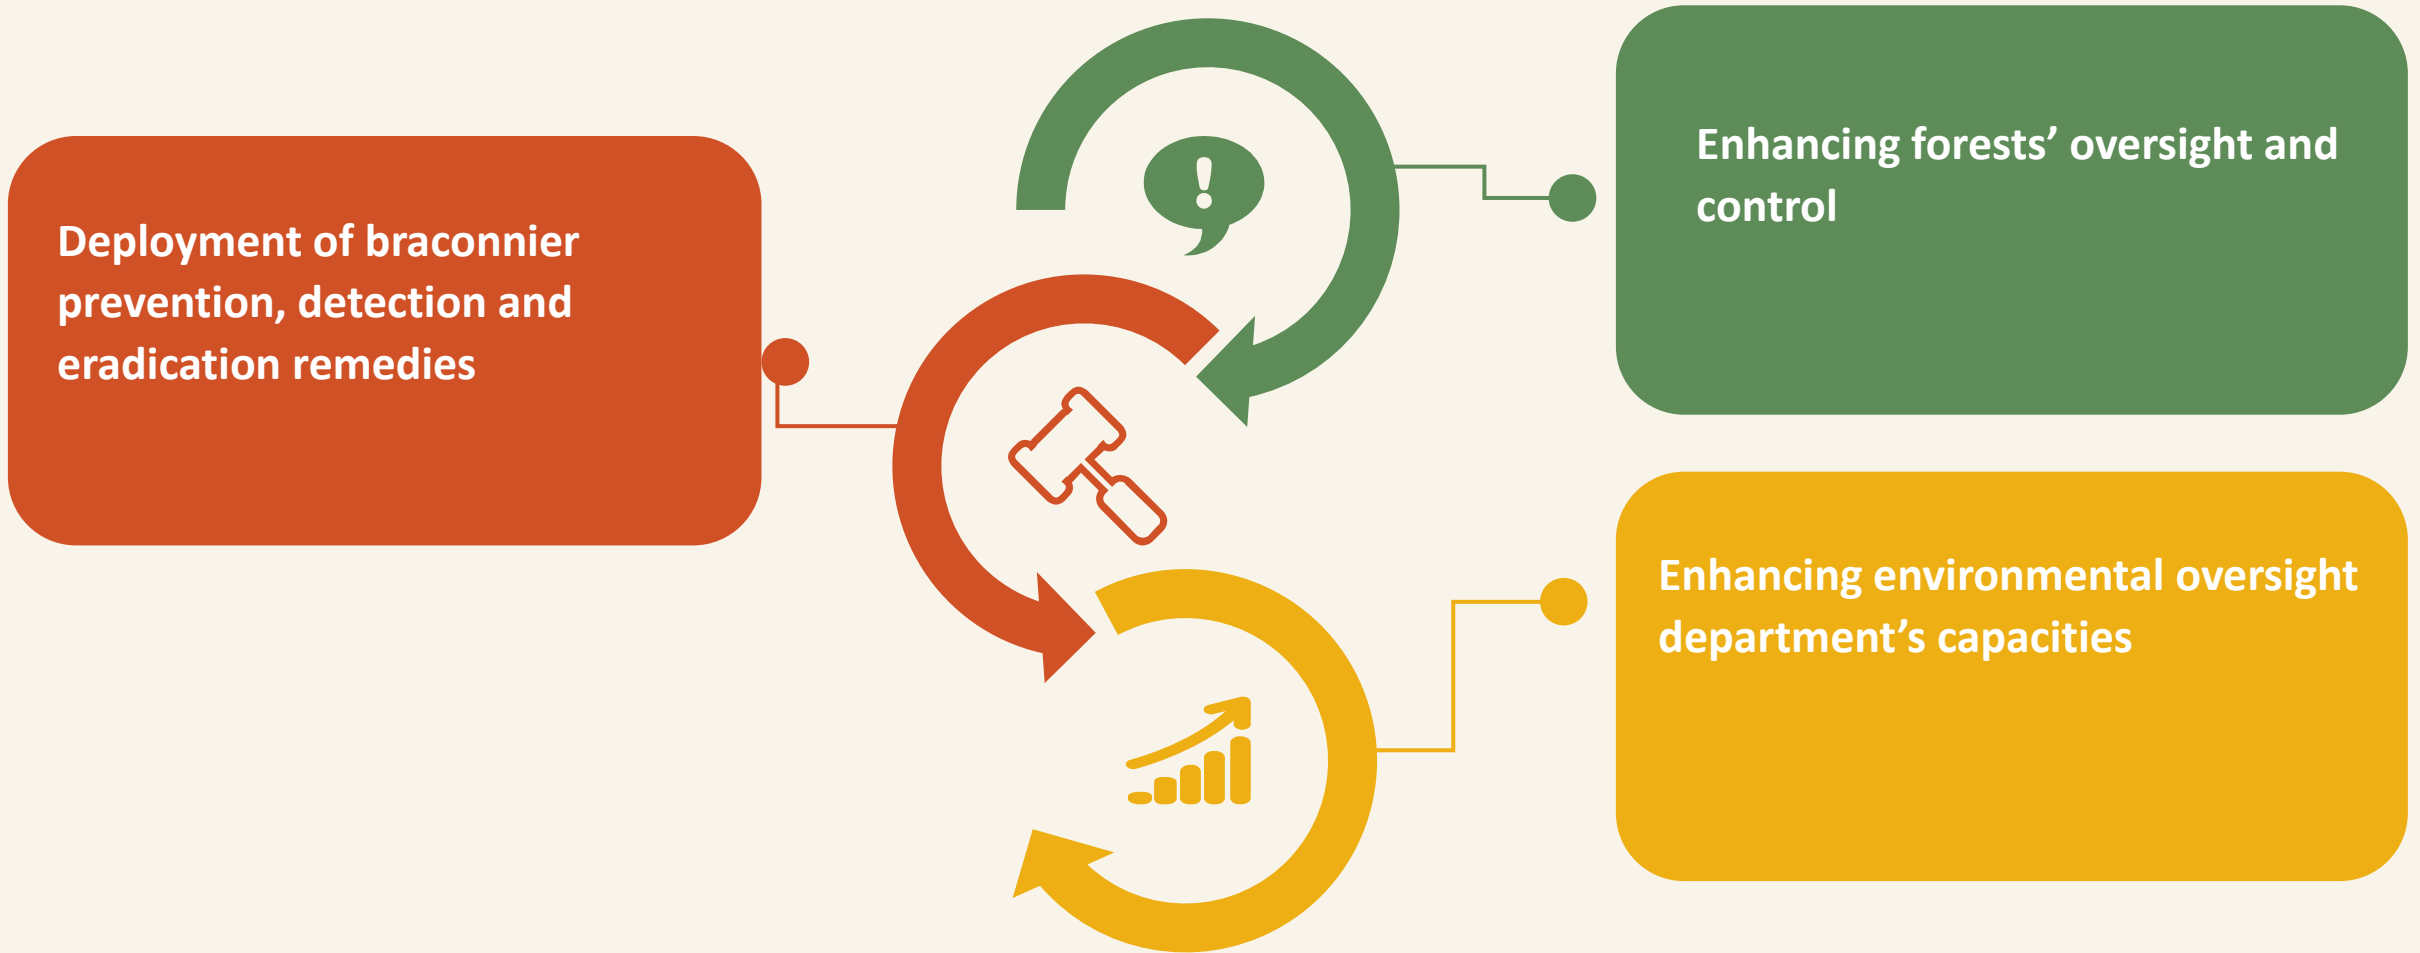 Enhancing forests’ oversight and
control
Deployment of braconnier
prevention, detection and
eradication remedies
Enhancing environmental oversight
department’s capacities